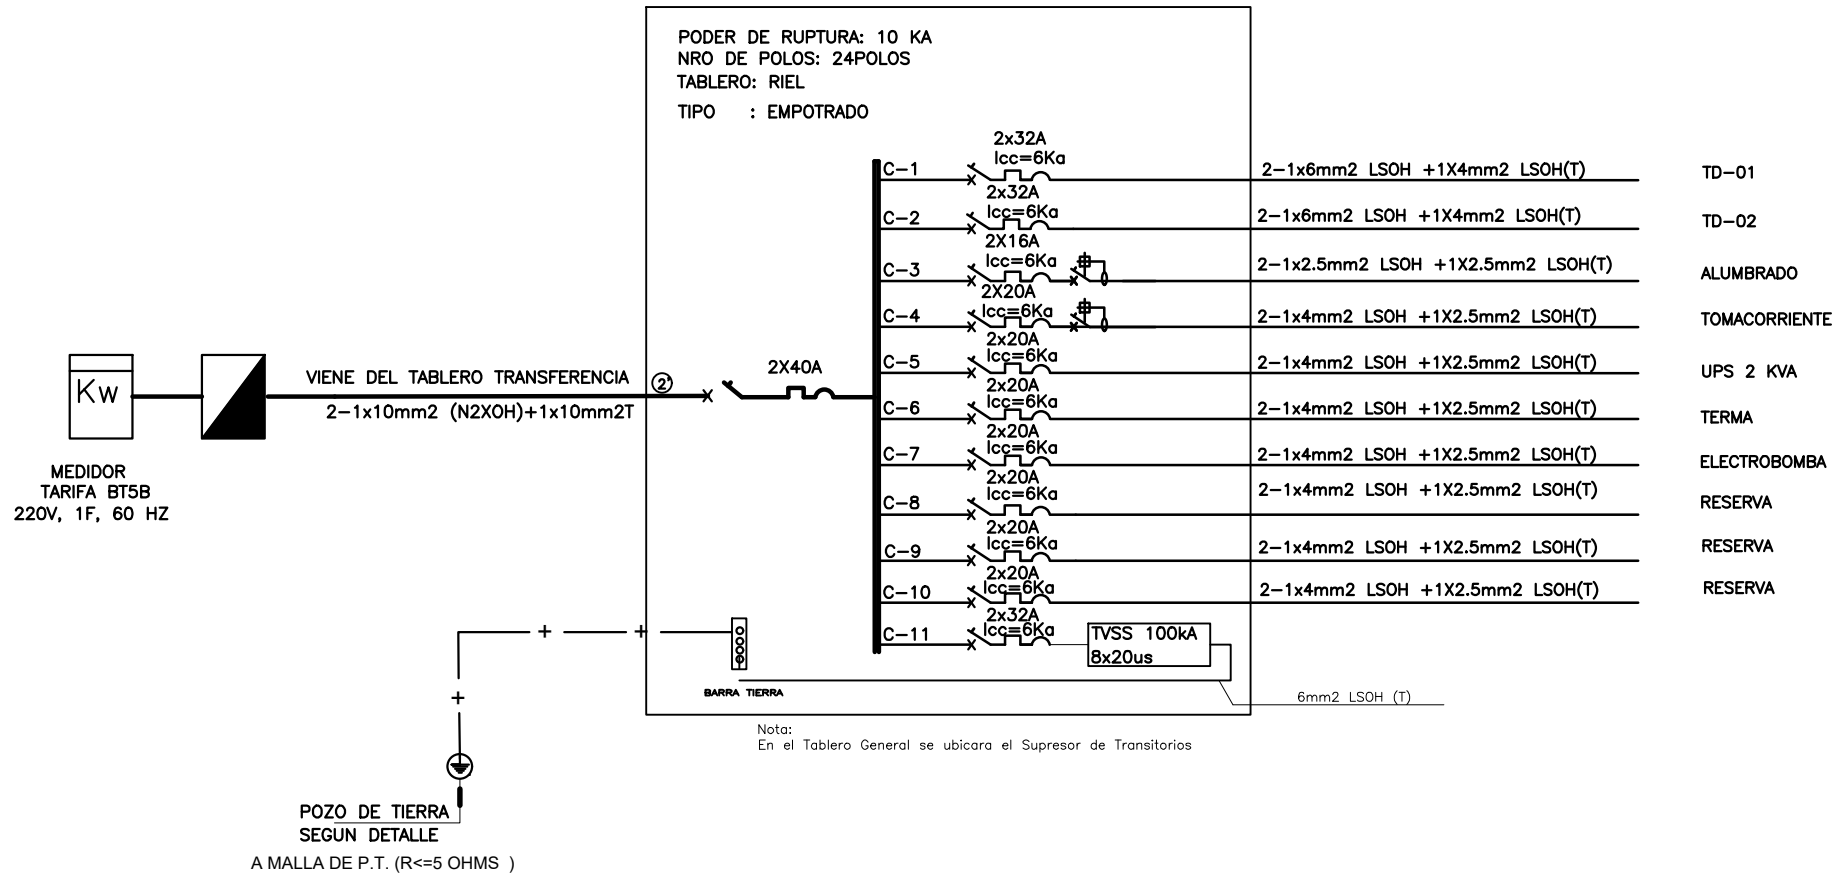 PODER DE RUPTURA: 10 KA
NRO DE POLOS: 24POLOS
TABLERO: RIEL
TIPO : EMPOTRADO
2x32A
Icc=6Ka
C-1
2-1x6mm2 LSOH +1X4mm2 LSOH(T)
TD-01
2x32A
Icc=6Ka
C-2
2-1x6mm2 LSOH +1X4mm2 LSOH(T)
TD-02
2X16A
Icc=6Ka
C-3
2-1x2.5mm2 LSOH +1X2.5mm2 LSOH(T)
ALUMBRADO
2X20A
Icc=6Ka
C-4
2-1x4mm2 LSOH +1X2.5mm2 LSOH(T)
TOMACORRIENTE
2x20A
Icc=6Ka
C-5
2-1x4mm2 LSOH +1X2.5mm2 LSOH(T)
UPS 2 KVA
2x20A
Icc=6Ka
C-6
2-1x4mm2 LSOH +1X2.5mm2 LSOH(T)
TERMA
2x20A
Icc=6Ka
C-7
2-1x4mm2 LSOH +1X2.5mm2 LSOH(T)
ELECTROBOMBA
2x20A
Icc=6Ka
C-8
2-1x4mm2 LSOH +1X2.5mm2 LSOH(T)
RESERVA
2x20A
Icc=6Ka
C-9
2-1x4mm2 LSOH +1X2.5mm2 LSOH(T)
RESERVA
2x20A
Icc=6Ka
C-10
2-1x4mm2 LSOH +1X2.5mm2 LSOH(T)
RESERVA
2x32A
Icc=6Ka
C-11
TVSS 100kA
8x20us
6mm2 LSOH (T)
2X40A
2'
VIENE DEL TABLERO TRANSFERENCIA
2-1x10mm2 (N2XOH)+1x10mm2T
Kw
MEDIDOR
TARIFA BT5B
220V, 1F, 60 HZ
BARRA TIERRA
Nota:
En el Tablero General se ubicara el Supresor de Transitorios
POZO DE TIERRA
SEGUN DETALLE
A MALLA DE P.T. (R<=5 OHMS )